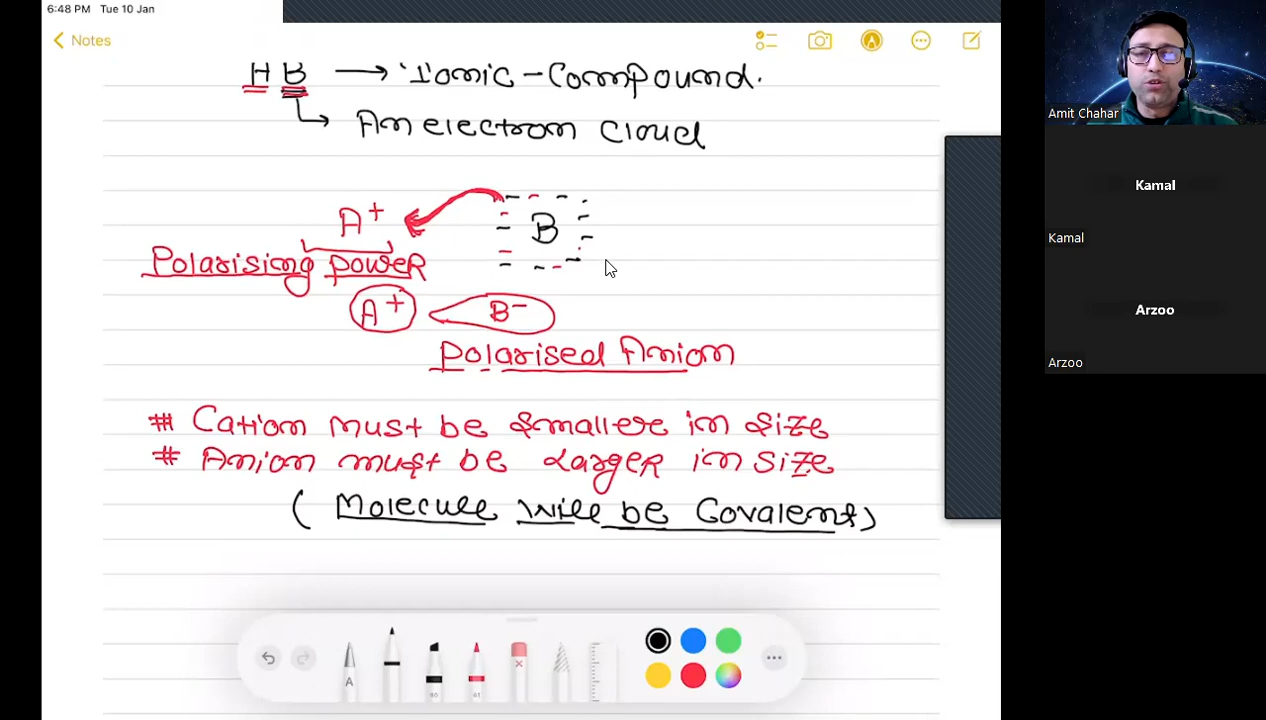 6:48 PM Tue 10 Jan
Notes
A B → Ionic-Compound.
An electron cloud
A+ B
Polarising power
A+ B-
Polarised Anion
# Cation must be smaller in size
# Anion must be Larger in size
(Molecule will be Covalent)
A 80 41
Amit Chahar
Kamal
Kamal
Arzoo
Arzoo